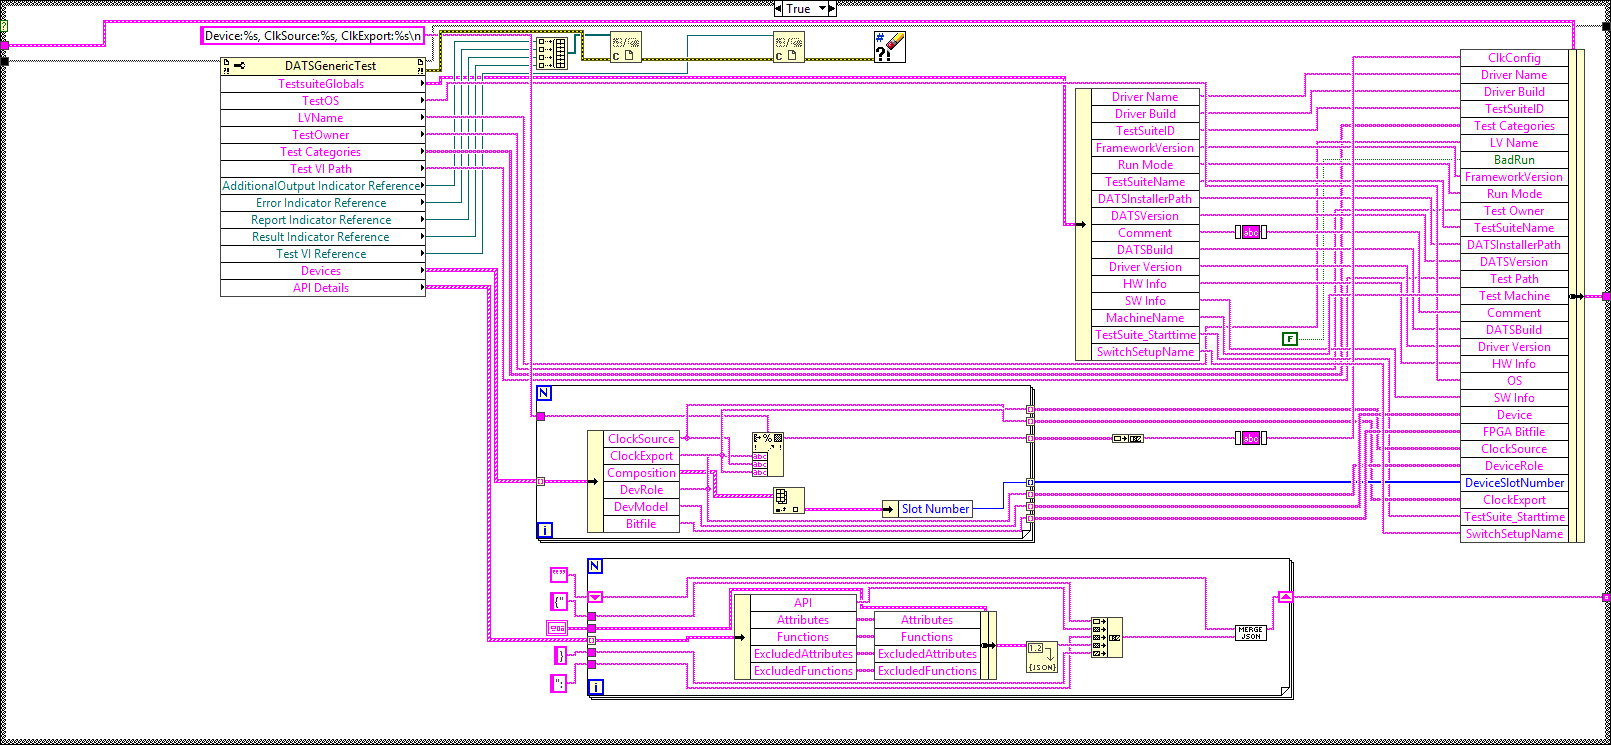 True
Device:%s, ClkSource:%s, ClkExport:%s\n
DATSGenericTest
TestsuiteGlobals
TestOS
LVName
TestOwner
Test Categories
Test VI Path
AdditionalOutput Indicator Reference
Error Indicator Reference
Report Indicator Reference
Result Indicator Reference
Test VI Reference
Devices
API Details
Driver Name
Driver Build
TestSuiteID
FrameworkVersion
Run Mode
TestSuiteName
DATSInstallerPath
DATSVersion
Comment
DATSBuild
Driver Version
HW Info
SW Info
MachineName
TestSuite_Starttime
SwitchSetupName
abc
F
ClkConfig
Driver Name
Driver Build
TestSuiteID
Test Categories
LV Name
BadRun
FrameworkVersion
Run Mode
Test Owner
TestSuiteName
DATSInstallerPath
DATSVersion
Test Path
Test Machine
Comment
DATSBuild
Driver Version
HW Info
OS
SW Info
Device
FPGA Bitfile
ClockSource
DeviceRole
DeviceSlotNumber
ClockExport
TestSuite_Starttime
SwitchSetupName
N
ClockSource
ClockExport
Composition
DevRole
DevModel
Bitfile
abc
abc
abc
Slot Number
abc
i
N
""
{"
}
":
API
Attributes
Functions
ExcludedAttributes
ExcludedFunctions
Attributes
Functions
ExcludedAttributes
ExcludedFunctions
1.2
{JSON}
MERGE
JSON
i